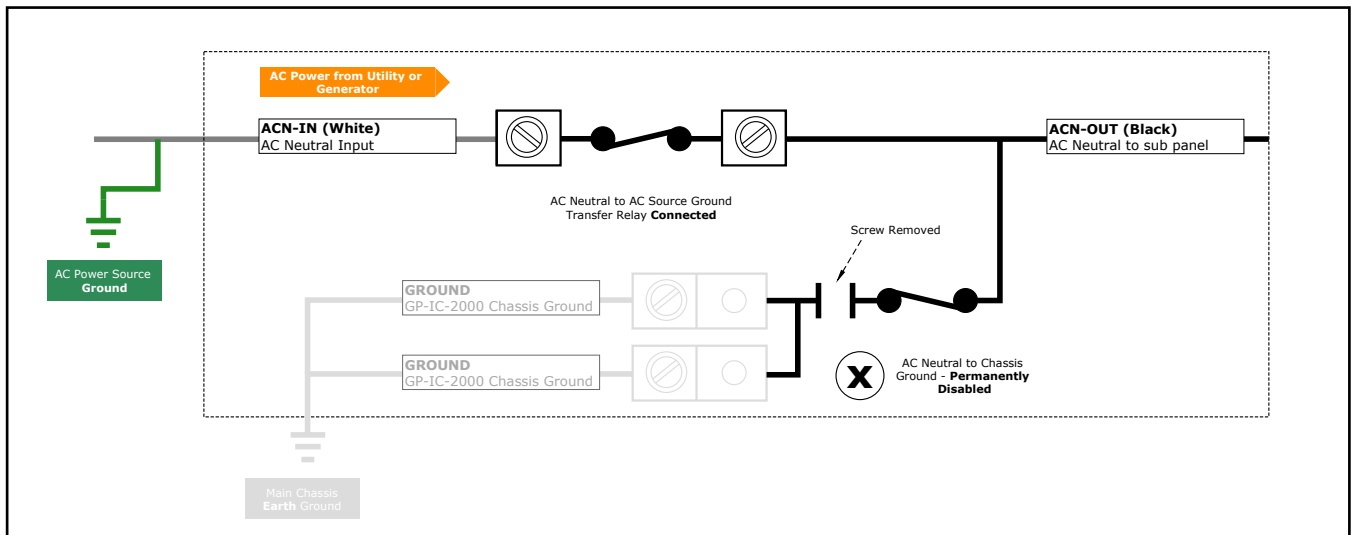 AC Power from Utility or
Generator
ACN-IN (White)
AC Neutral Input
ACN-OUT (Black)
AC Neutral to sub panel
AC Neutral to AC Source Ground
Transfer Relay Connected
Screw Removed
AC Power Source
Ground
GROUND
GP-IC-2000 Chassis Ground
GROUND
GP-IC-2000 Chassis Ground
X
AC Neutral to Chassis
Ground - Permanently
Disabled
Main Chassis
Earth Ground